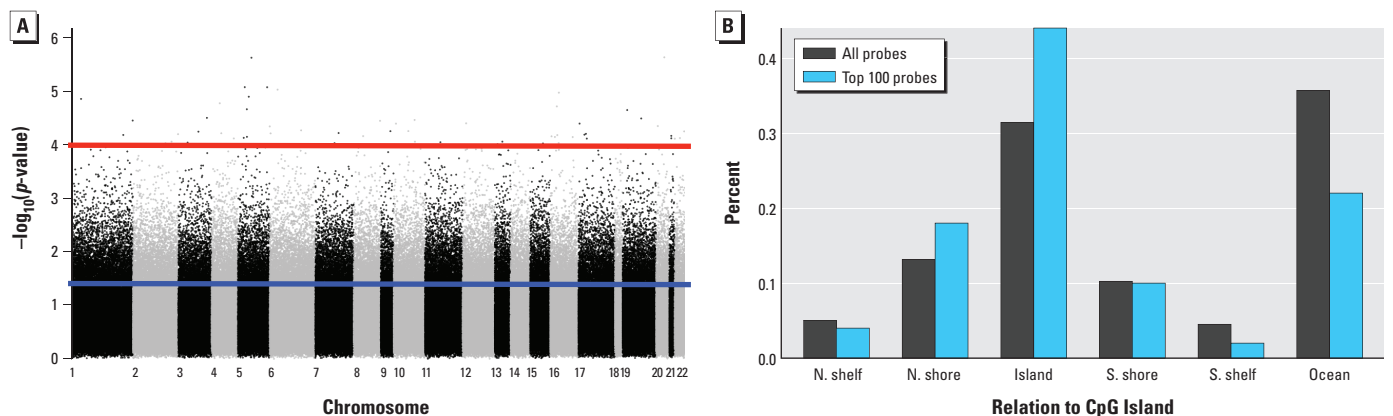 A
–log10(p-value)
6
5
4
3
2
1
0
1 2 3 4 5 6 7 8 9 10 11 12 13 14 15 16 17 18 19 20 21 22
Chromosome
B
All probes
Top 100 probes
Percent
0.4
0.3
0.2
0.1
0.0
N. shelf N. shore Island S. shore S. shelf Ocean
Relation to CpG Island